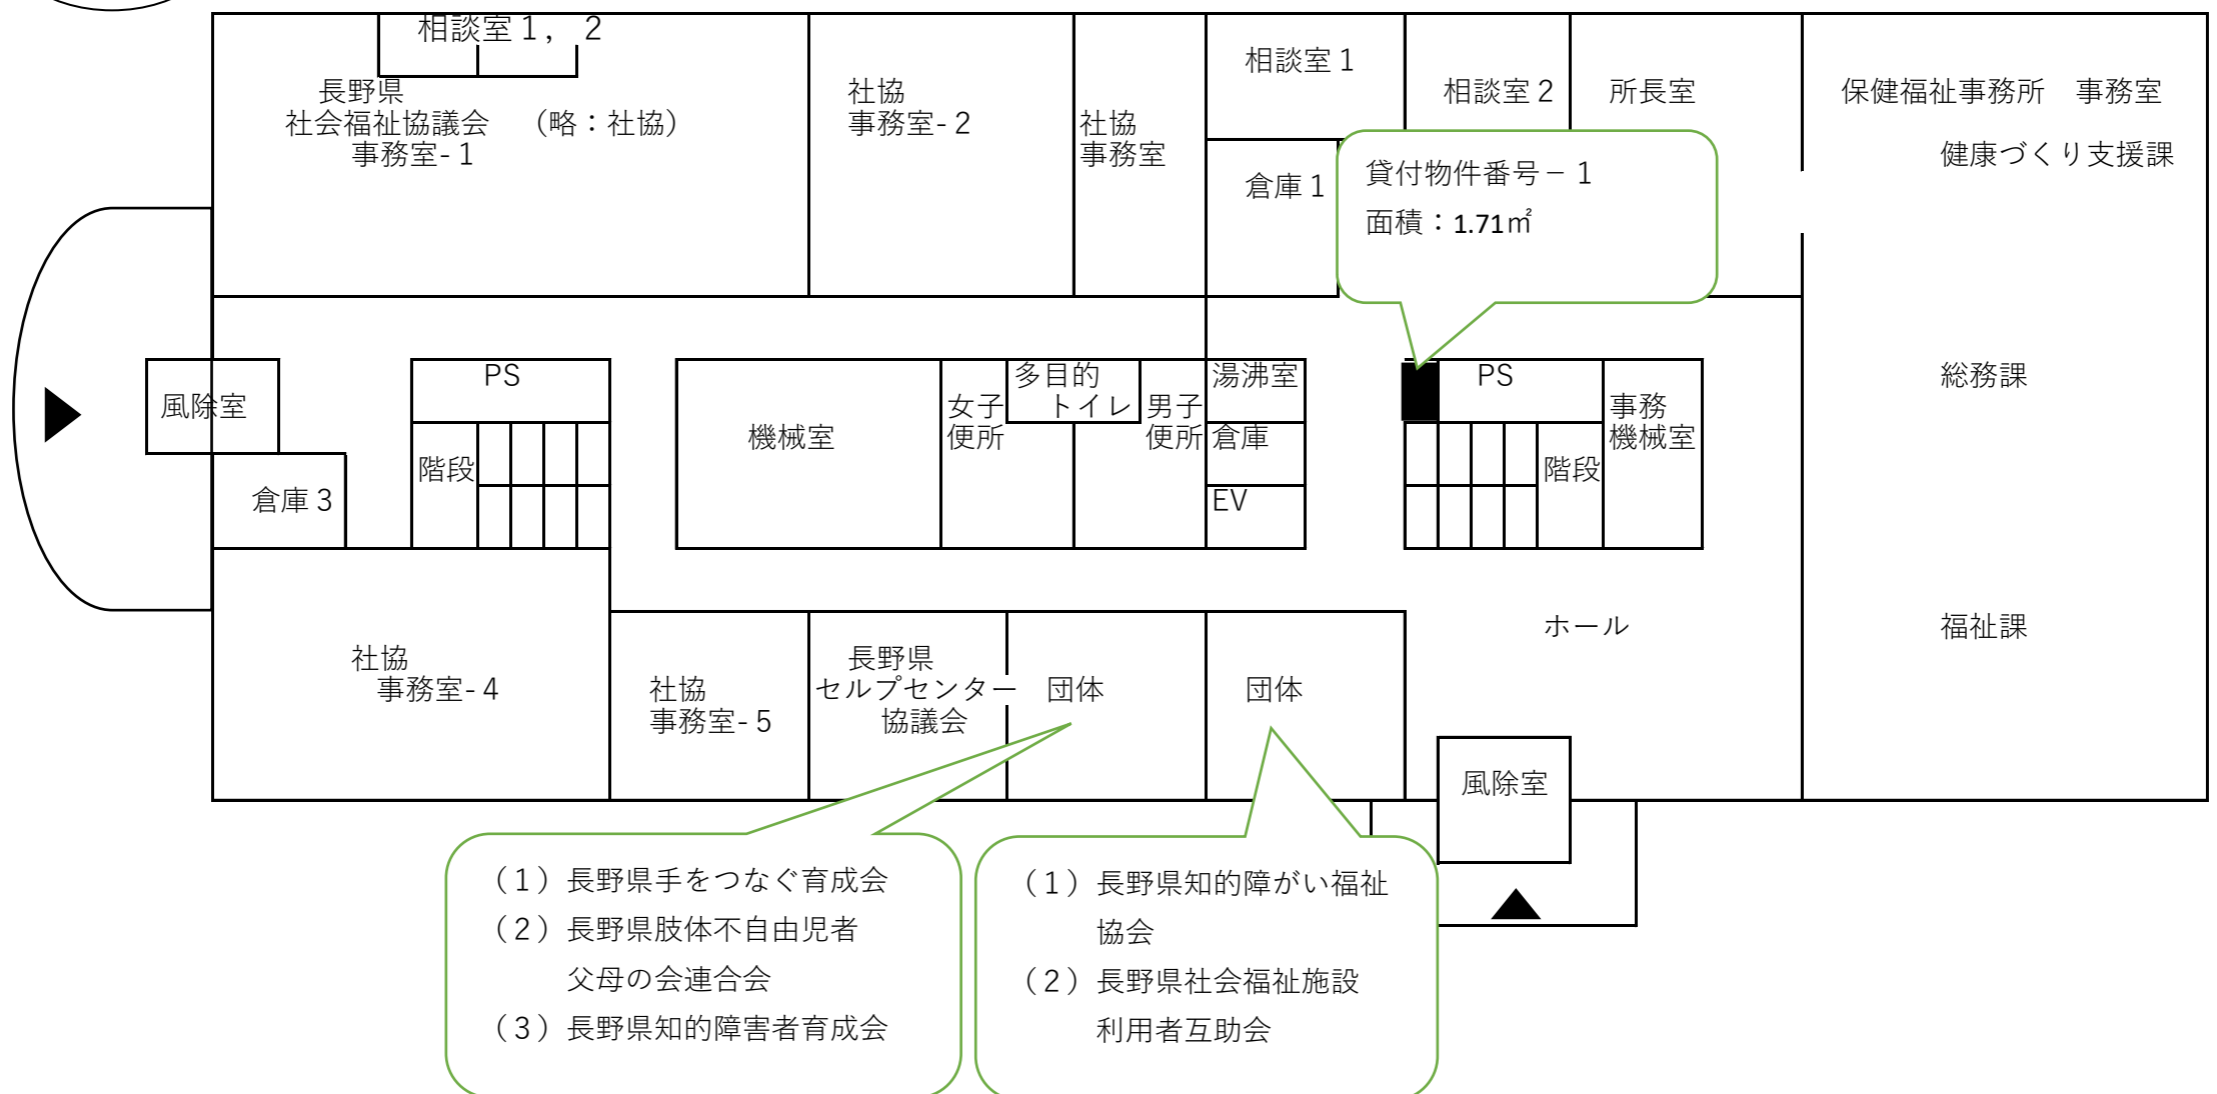 相談室１， ２
長野県
社会福祉協議会　（略：社協）
事務室-１
社協
事務室-２
社協
事務室
相談室１
倉庫１
相談室２
所長室
保健福祉事務所　事務室
健康づくり支援課
貸付物件番号－１
面積：1.71㎡
風除室
倉庫３
PS
階段
機械室
女子
便所
多目的
トイレ
男子
便所
湯沸室
倉庫
EV
PS
階段
事務
機械室
総務課
社協
事務室-４
社協
事務室-５
長野県
セルプセンター
協議会
団体
団体
ホール
福祉課
風除室
（１）長野県手をつなぐ育成会
（２）長野県肢体不自由児者
父母の会連合会
（３）長野県知的障害者育成会
（１）長野県知的障がい福祉
協会
（２）長野県社会福祉施設
利用者互助会